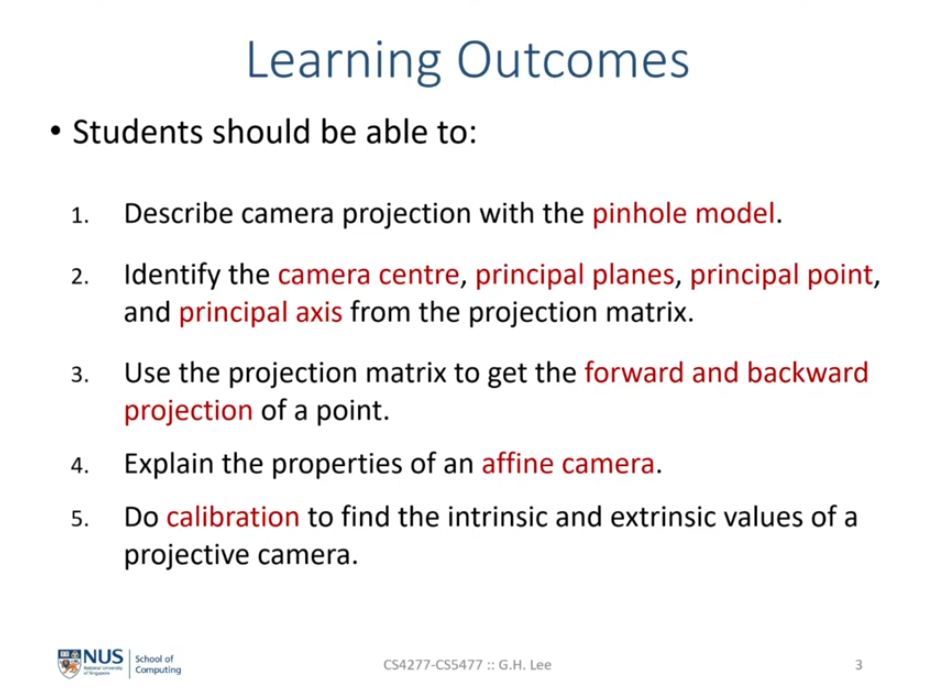 Learning Outcomes
• Students should be able to:
1. Describe camera projection with the pinhole model.
2. Identify the camera centre, principal planes, principal point,
and principal axis from the projection matrix.
3. Use the projection matrix to get the forward and backward
projection of a point.
4. Explain the properties of an affine camera.
5. Do calibration to find the intrinsic and extrinsic values of a
projective camera.
NUS
National University
of Singapore
School of
Computing
CS4277-CS5477 :: G.H. Lee
3